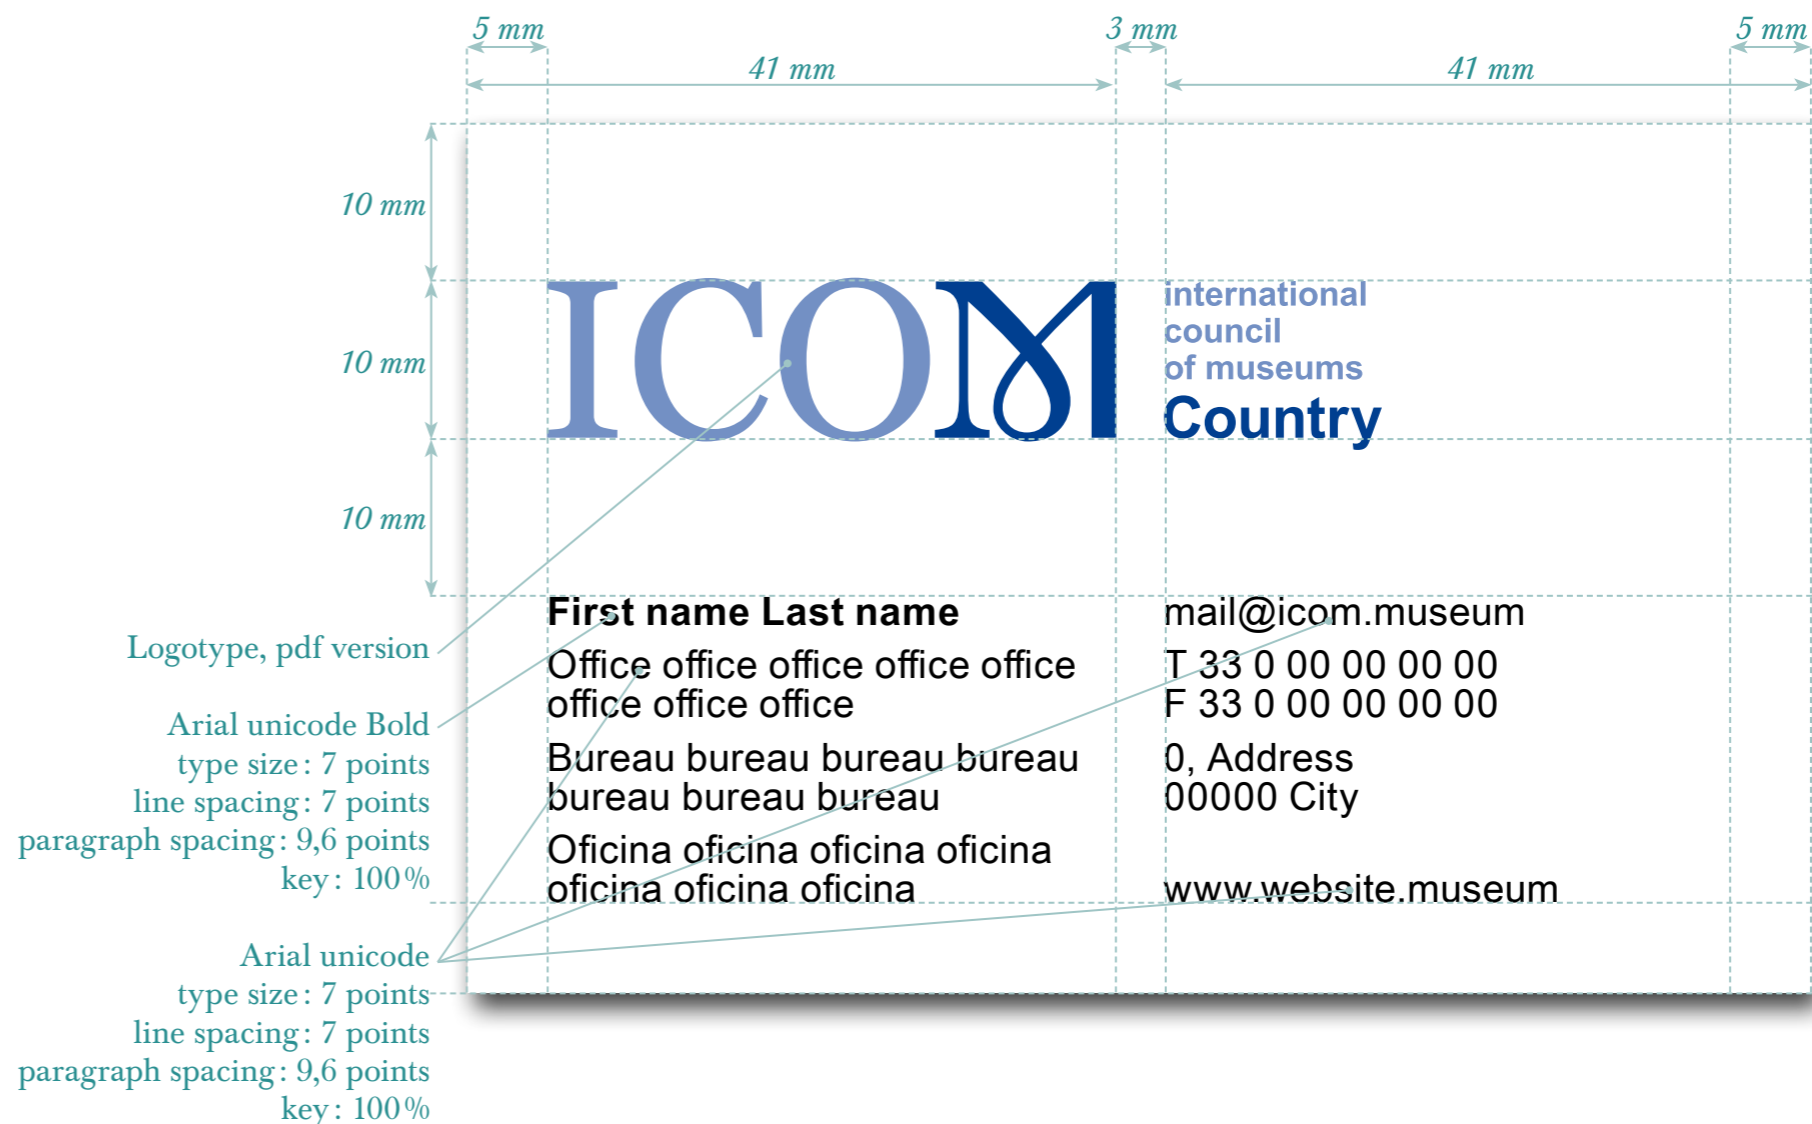 5 mm
3 mm
5 mm
41 mm
41 mm
10 mm
10 mm
10 mm
ICOM
international
council
of museums
Country
First name Last name
Office office office office office
office office office
Bureau bureau bureau bureau
bureau bureau bureau
Oficina oficina oficina oficina
oficina oficina oficina
mail@icom.museum
T 33 0 00 00 00 00
F 33 0 00 00 00 00
0, Address
00000 City
www.website.museum
Logotype, pdf version
Arial unicode Bold
type size : 7 points
line spacing : 7 points
paragraph spacing : 9,6 points
key : 100 %
Arial unicode
type size : 7 points
line spacing : 7 points
paragraph spacing : 9,6 points
key : 100 %